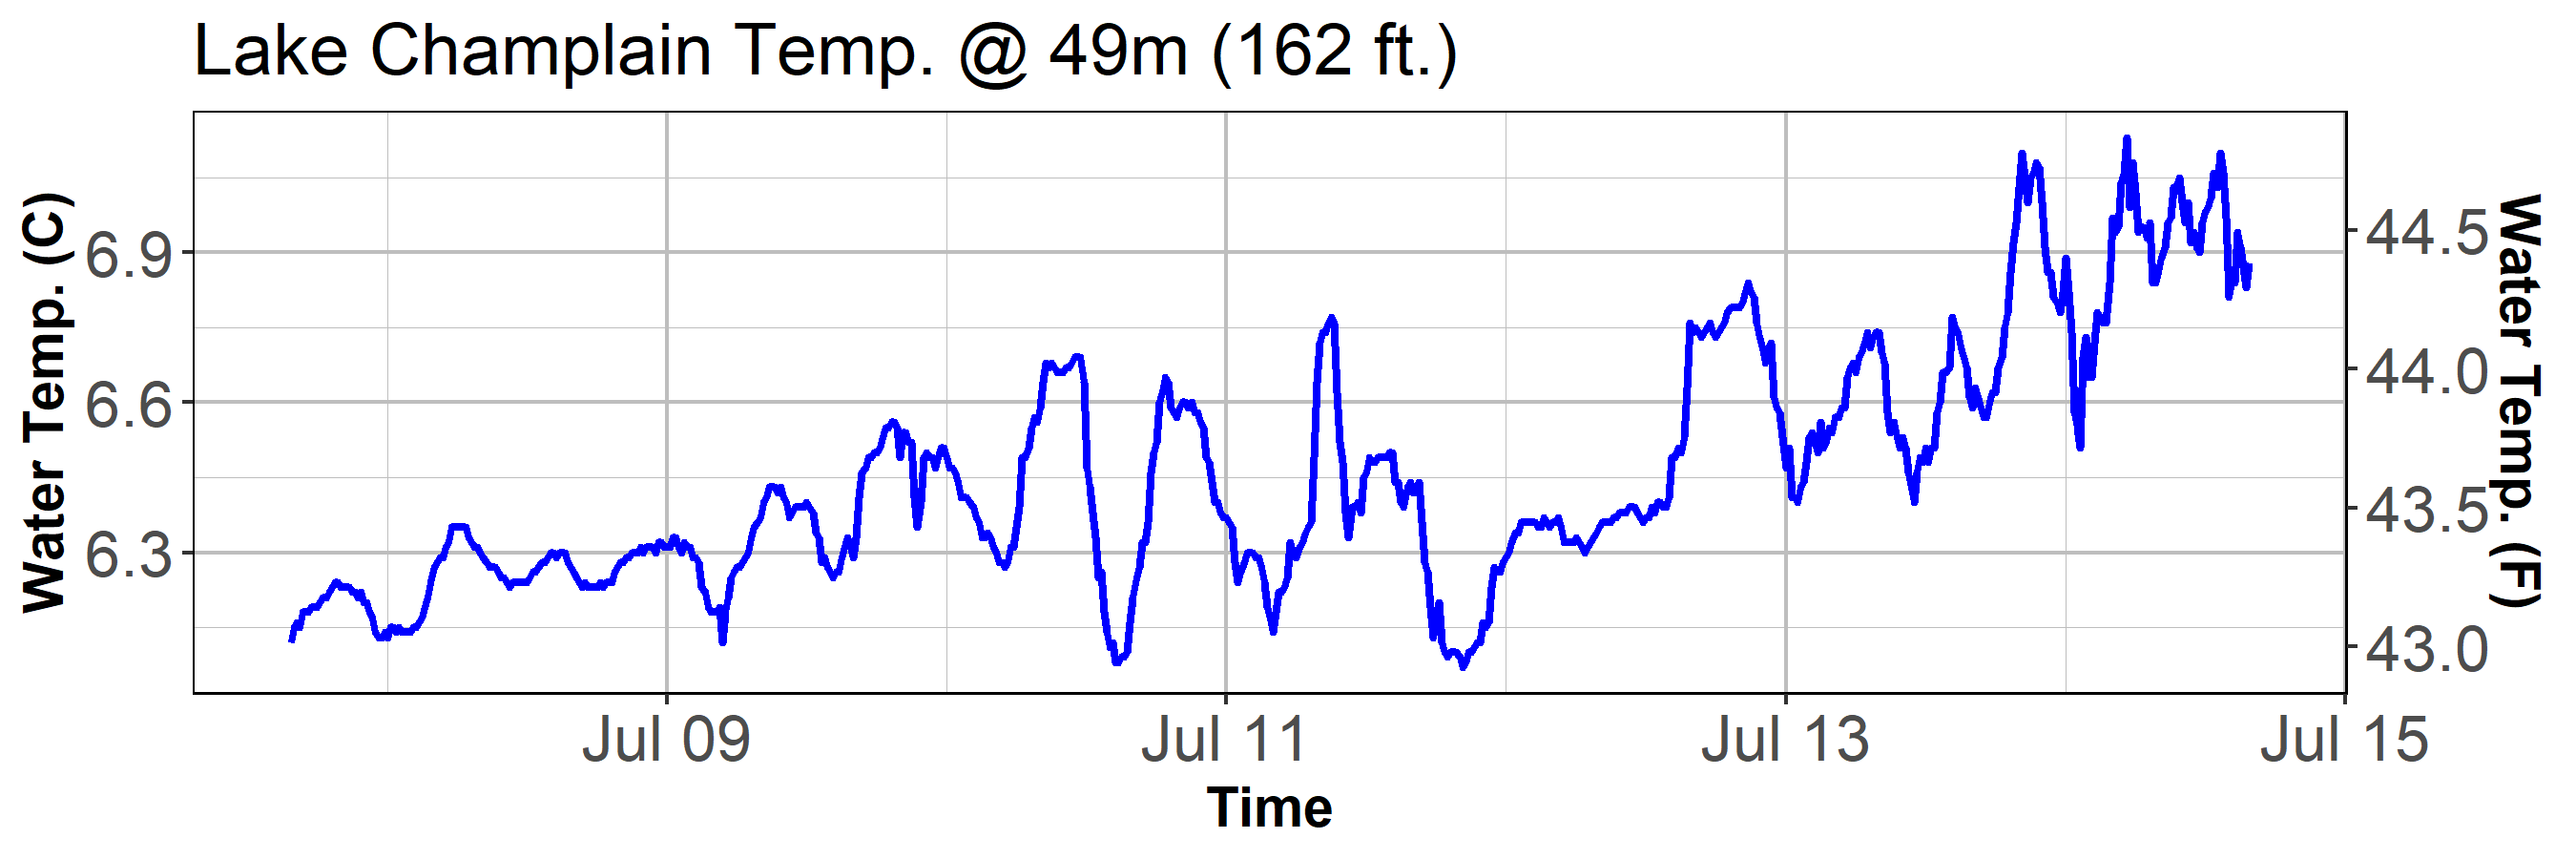 Lake Champlain Temp. @ 49m (162 ft.)
Water Temp. (C)
6.9
6.6
6.3
44.5
44.0
43.5
43.0
Water Temp. (F)
Jul 09
Jul 11
Jul 13
Jul 15
Time